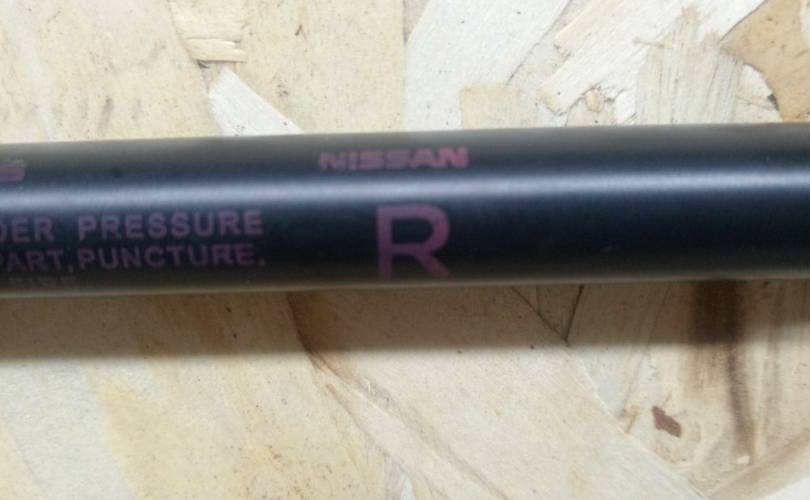 NISSAN
DER PRESSURE
PART, PUNCTURE,
R